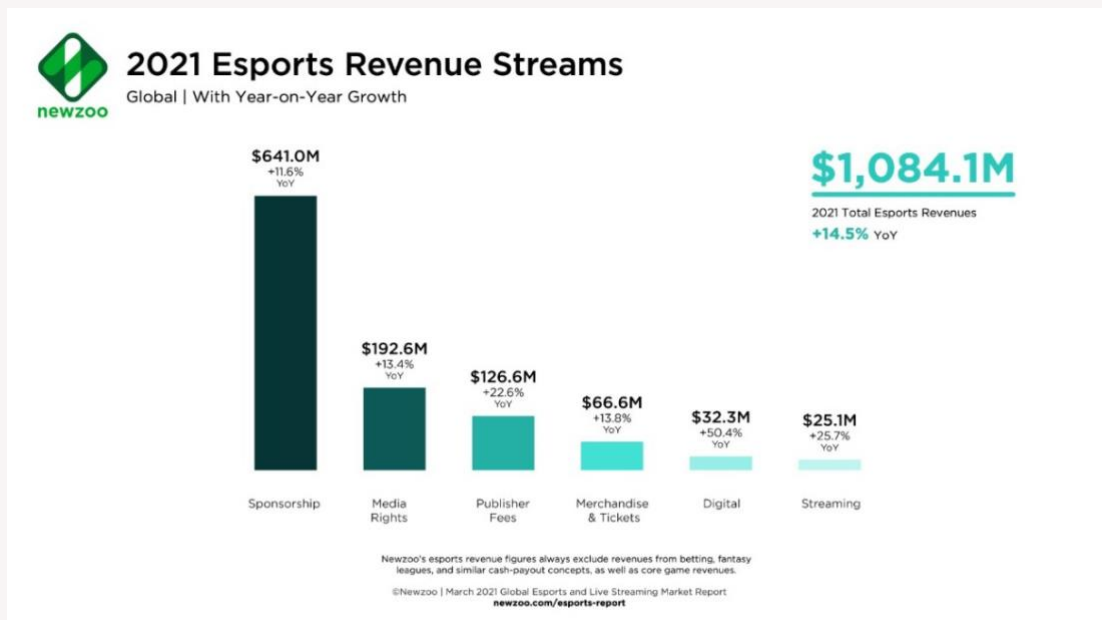 2021 Esports Revenue Streams
Global | With Year-on-Year Growth
newzoo
$1,084.1M
2021 Total Esports Revenues
+14.5% YoY
$641.0M
+11.6%
YoY
$192.6M
+13.4%
YoY
$126.6M
+22.6%
YoY
$66.6M
+13.8%
YoY
$32.3M
+50.4%
YoY
$25.1M
+25.7%
YoY
Sponsorship
Media
Rights
Publisher
Fees
Merchandise
& Tickets
Digital
Streaming
Newzoo's esports revenue figures always exclude revenues from betting, fantasy
leagues, and similar cash-payout concepts, as well as core game revenues.
©Newzoo | March 2021 Global Esports and Live Streaming Market Report
newzoo.com/esports-report